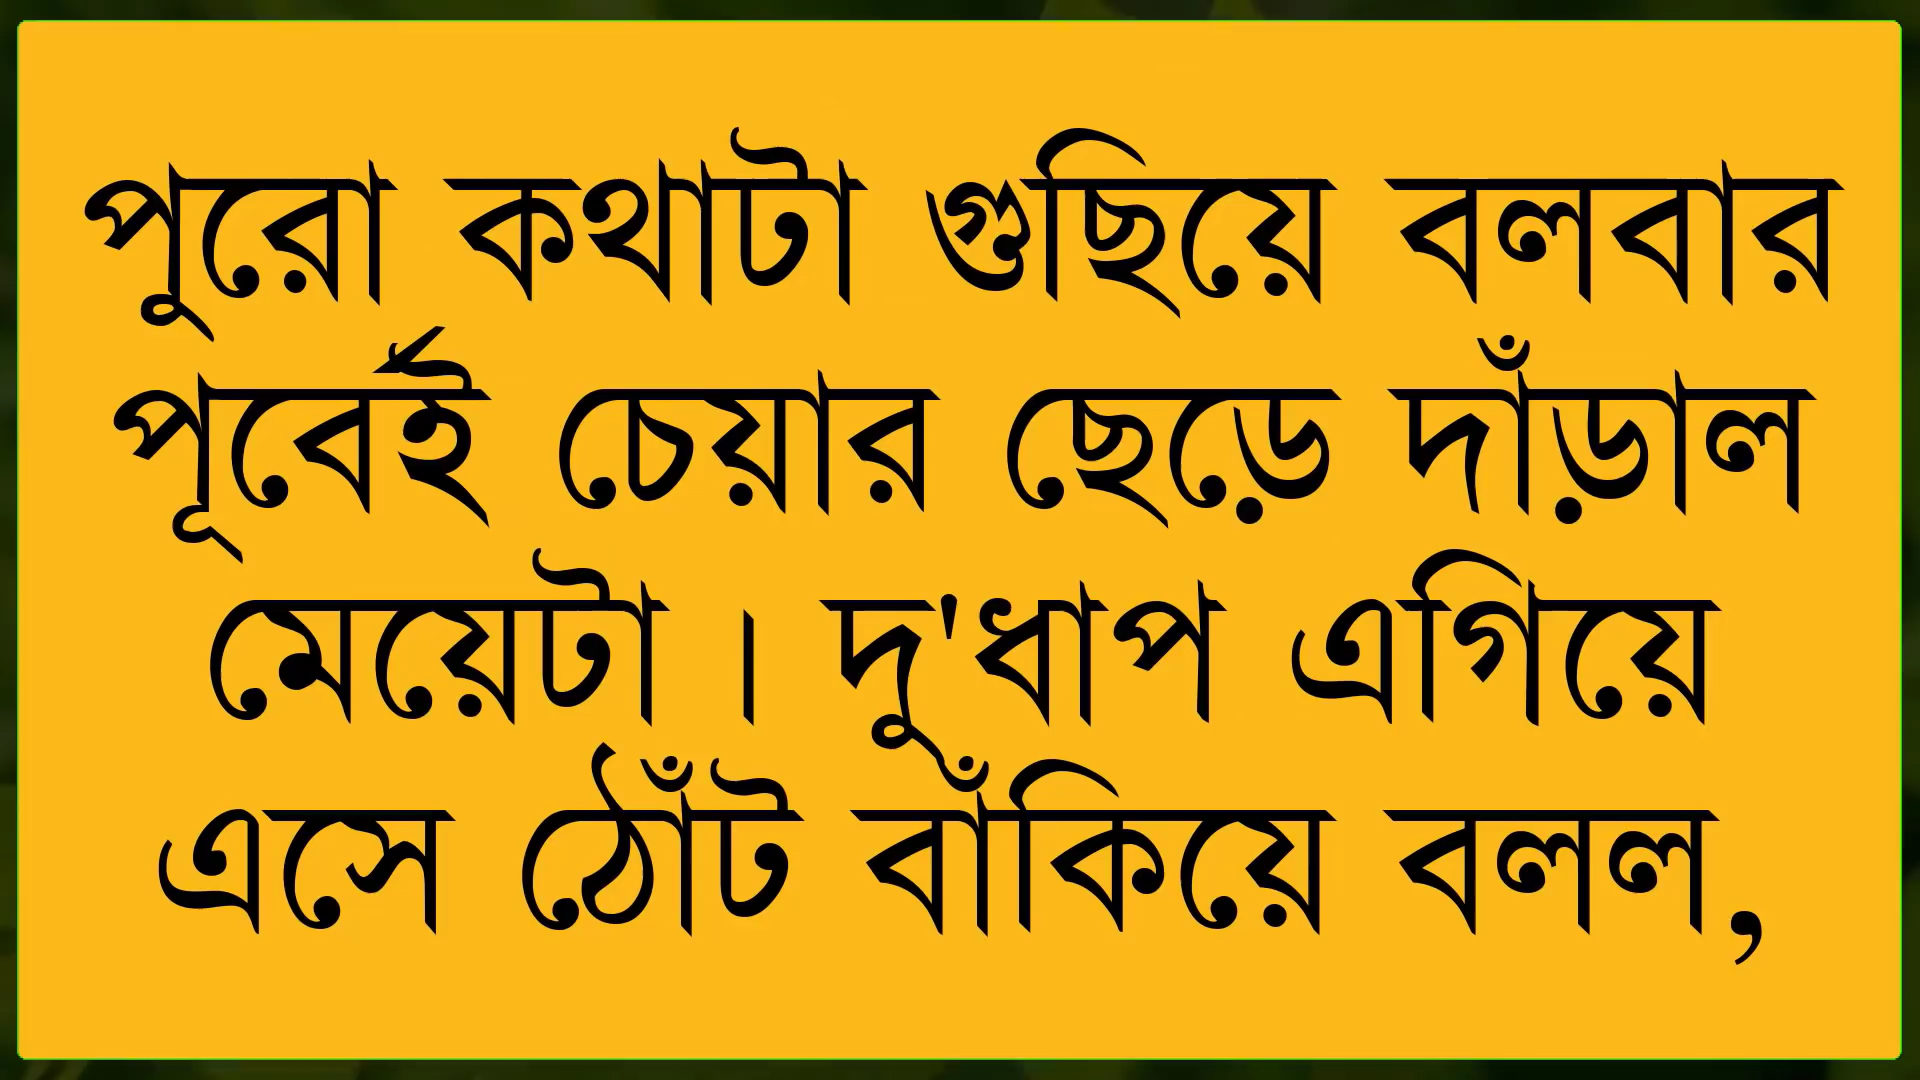 পুরো কথাটা গুছিয়ে বলবার
পূর্বেই চেয়ার ছেড়ে দাঁড়াল
মেয়েটা । দু'ধাপ এগিয়ে
এসে ঠোঁট বাঁকিয়ে বলল,